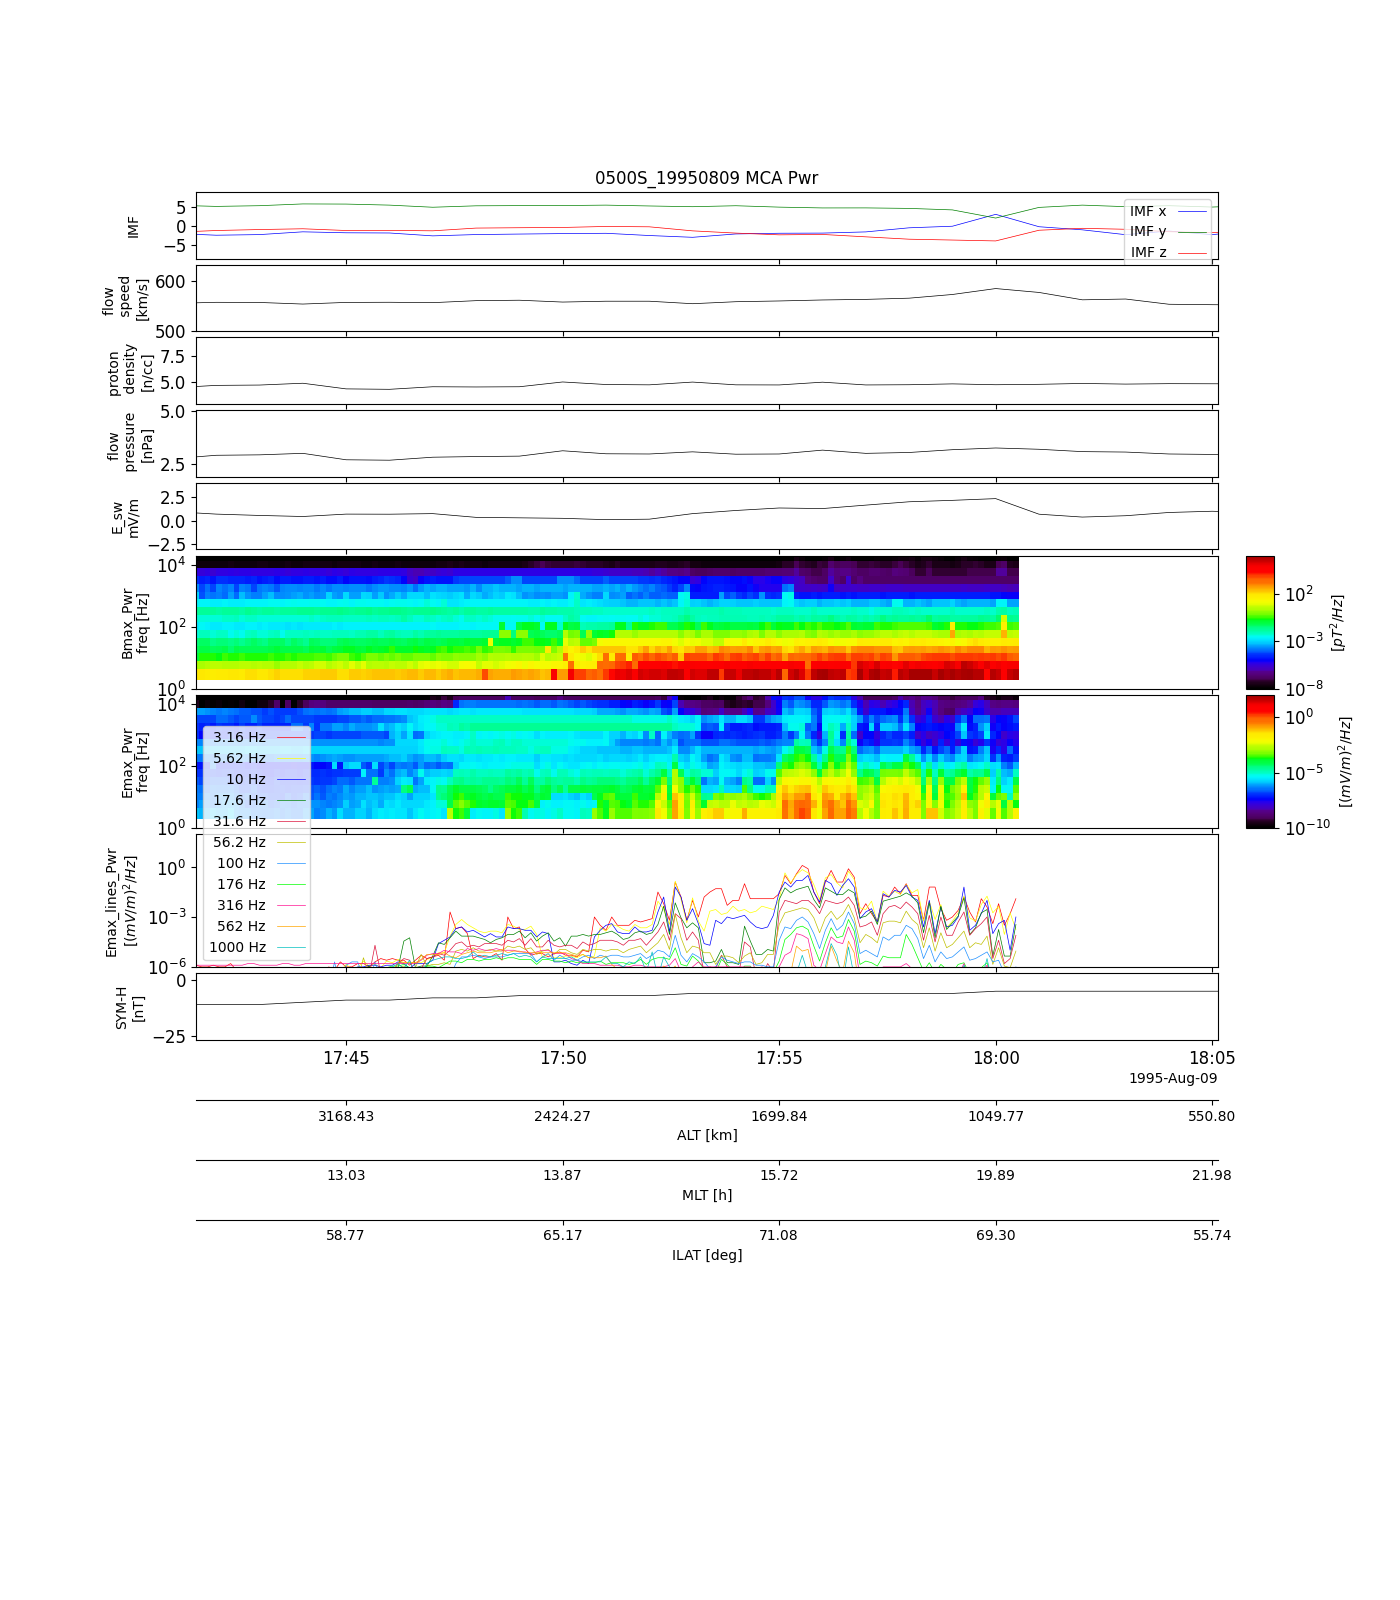 0500S_19950809 MCA Pwr
IMF
5
0
−5
IMF x
IMF y
IMF z
flow
speed
[km/s]
600
500
proton
density
[n/cc]
7.5
5.0
flow
pressure
[nPa]
5.0
2.5
E_sw
mV/m
2.5
0.0
−2.5
Bmax_Pwr
freq [Hz]
10^4
10^2
10^0
10^2
10^−3
10^−8
[pT^2/Hz]
Emax_Pwr
freq [Hz]
10^4
10^2
10^0
10^0
10^−5
10^−10
[(mV/m)^2/Hz]
3.16 Hz
5.62 Hz
10 Hz
17.6 Hz
31.6 Hz
56.2 Hz
100 Hz
176 Hz
316 Hz
562 Hz
1000 Hz
Emax_lines_Pwr
[(mV/m)^2/Hz]
10^0
10^−3
10^−6
SYM-H
[nT]
0
−25
17:45 17:50 17:55 18:00 18:05
1995-Aug-09
3168.43 2424.27 1699.84 1049.77 550.80
ALT [km]
13.03 13.87 15.72 19.89 21.98
MLT [h]
58.77 65.17 71.08 69.30 55.74
ILAT [deg]